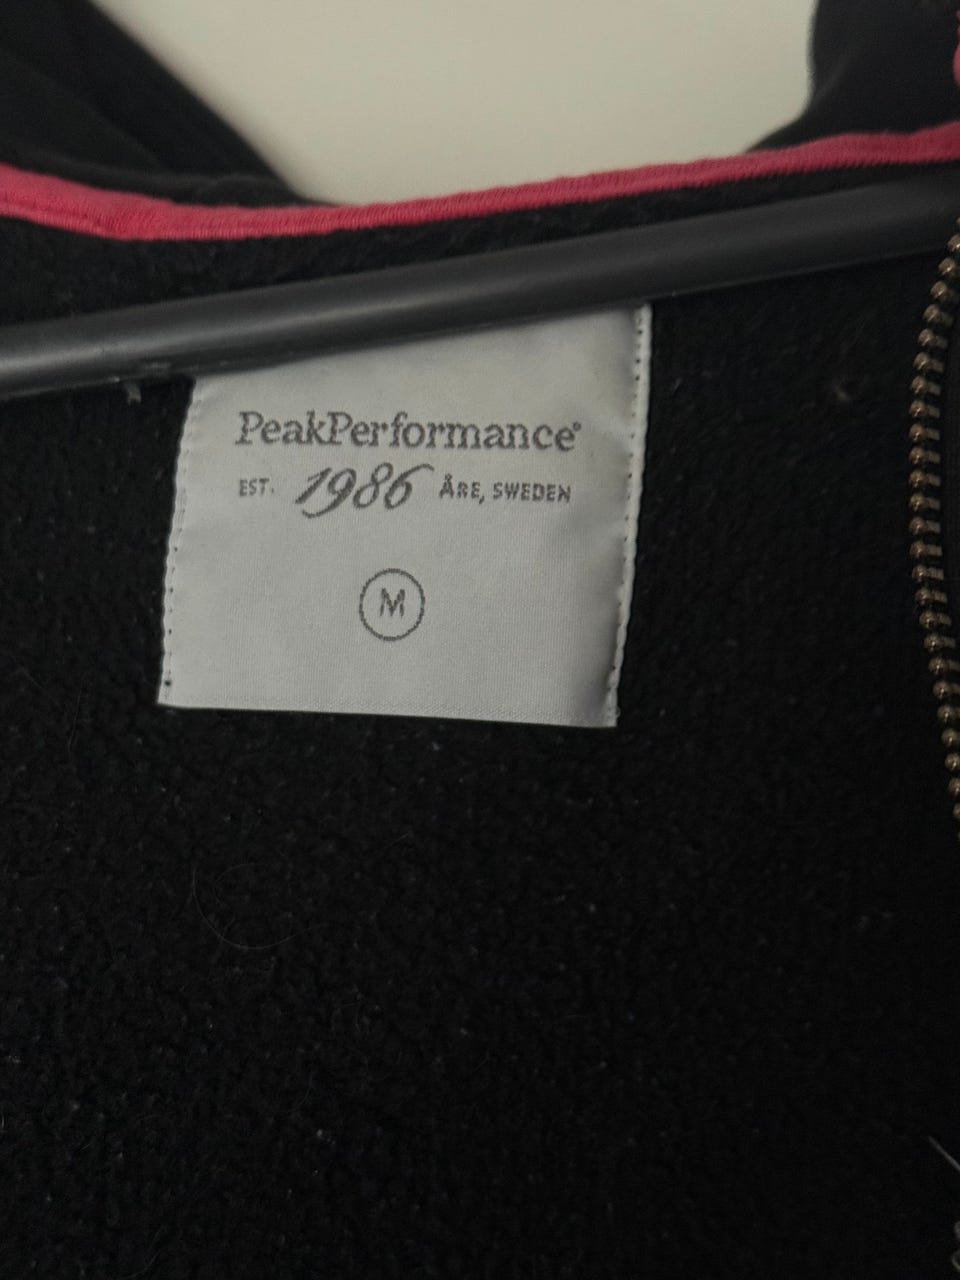 PeakPerformance®
EST. 1986 ÅRE, SWEDEN
M